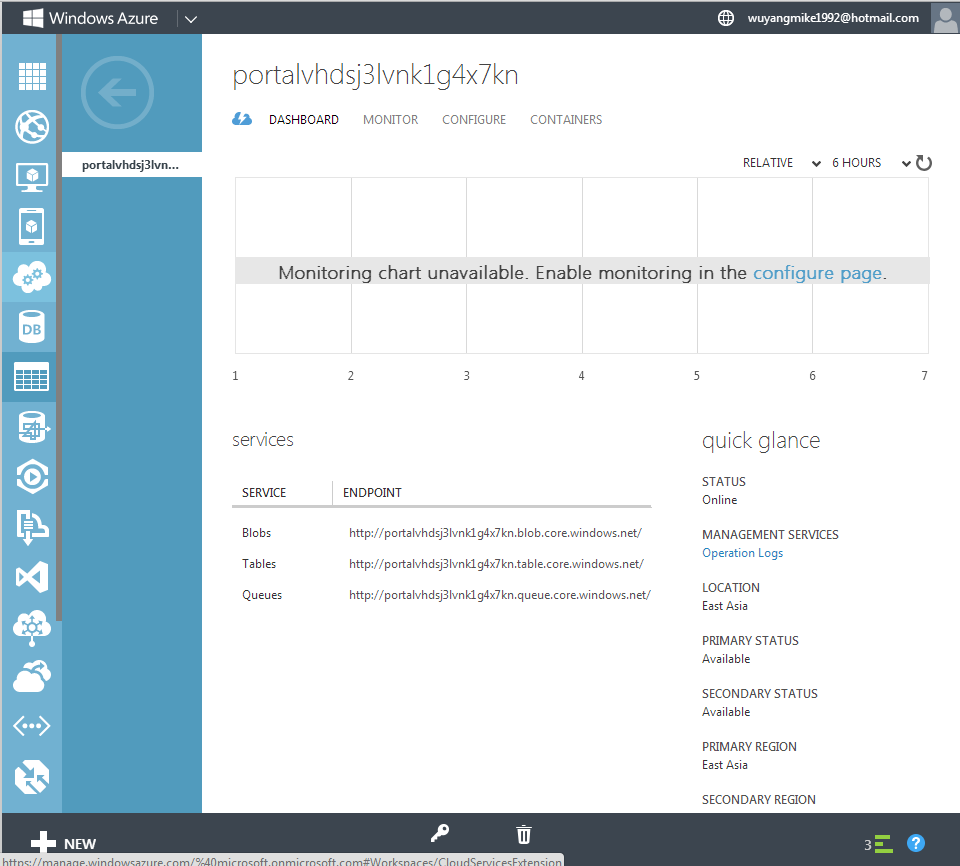 Windows Azure
wuyangmike1992@hotmail.com
portalvhdsj3lvn...
portalvhdsj3lvnk1g4x7kn
DASHBOARD MONITOR CONFIGURE CONTAINERS
RELATIVE 6 HOURS
Monitoring chart unavailable. Enable monitoring in the configure page.
1 2 3 4 5 6 7
services
SERVICE ENDPOINT
Blobs http://portalvhdsj3lvnk1g4x7kn.blob.core.windows.net/
Tables http://portalvhdsj3lvnk1g4x7kn.table.core.windows.net/
Queues http://portalvhdsj3lvnk1g4x7kn.queue.core.windows.net/
quick glance
STATUS
Online
MANAGEMENT SERVICES
Operation Logs
LOCATION
East Asia
PRIMARY STATUS
Available
SECONDARY STATUS
Available
PRIMARY REGION
East Asia
SECONDARY REGION
DB
NEW
3
?
https://manage.windowsazure.com/%40microsoft.onmicrosoft.com#Workspaces/CloudServicesExtension